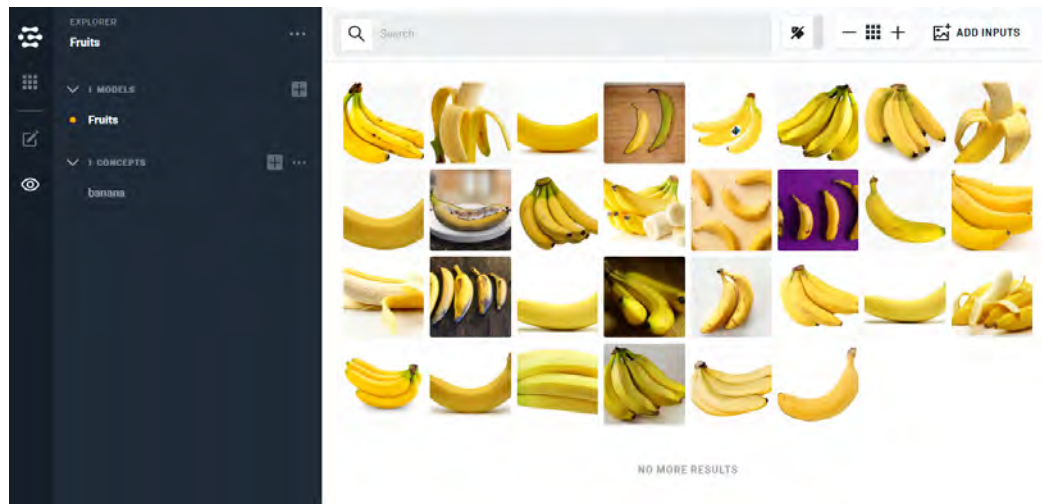 EXPLORER
Fruits
1 MODELS
Fruits
1 CONCEPTS
banana
Search
ADD INPUTS
NO MORE RESULTS